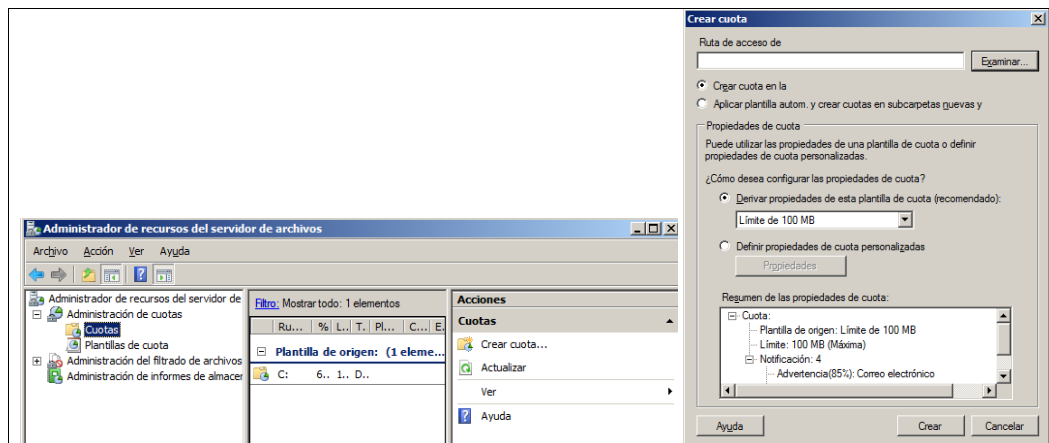 Administrador de recursos del servidor de archivos
Archivo Acción Ver Ayuda
Administrador de recursos del servidor de
Administración de cuotas
Cuotas
Plantillas de cuota
Administración del filtrado de archivos
Administración de informes de almacer
Filtro: Mostrar todo: 1 elementos
Ru... % L.. T. Pl... C... E.
Plantilla de origen: (1 eleme...
C: 6.. 1.. D..
Acciones
Cuotas
Crear cuota...
Actualizar
Ver
Ayuda
Crear cuota
Ruta de acceso de
Examinar...
Crear cuota en la
Aplicar plantilla autom. y crear cuotas en subcarpetas nuevas y
Propiedades de cuota
Puede utilizar las propiedades de una plantilla de cuota o definir
propiedades de cuota personalizadas.
¿Cómo desea configurar las propiedades de cuota?
Derivar propiedades de esta plantilla de cuota (recomendado):
Límite de 100 MB
Definir propiedades de cuota personalizadas
Propiedades
Resumen de las propiedades de cuota:
Cuota:
Plantilla de origen: Límite de 100 MB
Límite: 100 MB (Máxima)
Notificación: 4
Advertencia(85%): Correo electrónico
Ayuda Crear Cancelar